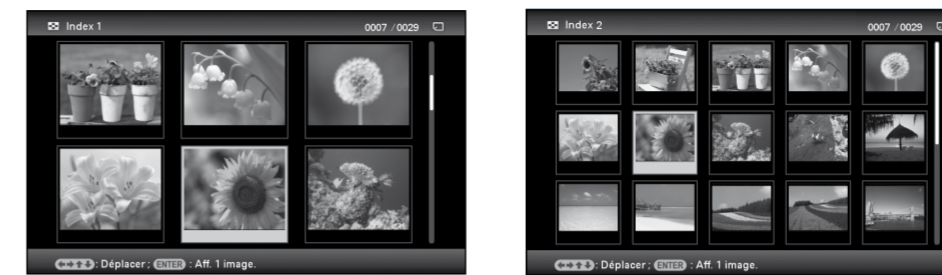 Index 1
0007 /0029
: Déplacer ; ENTER : Aff. 1 image.
Index 2
0007 /0029
: Déplacer ; ENTER : Aff. 1 image.